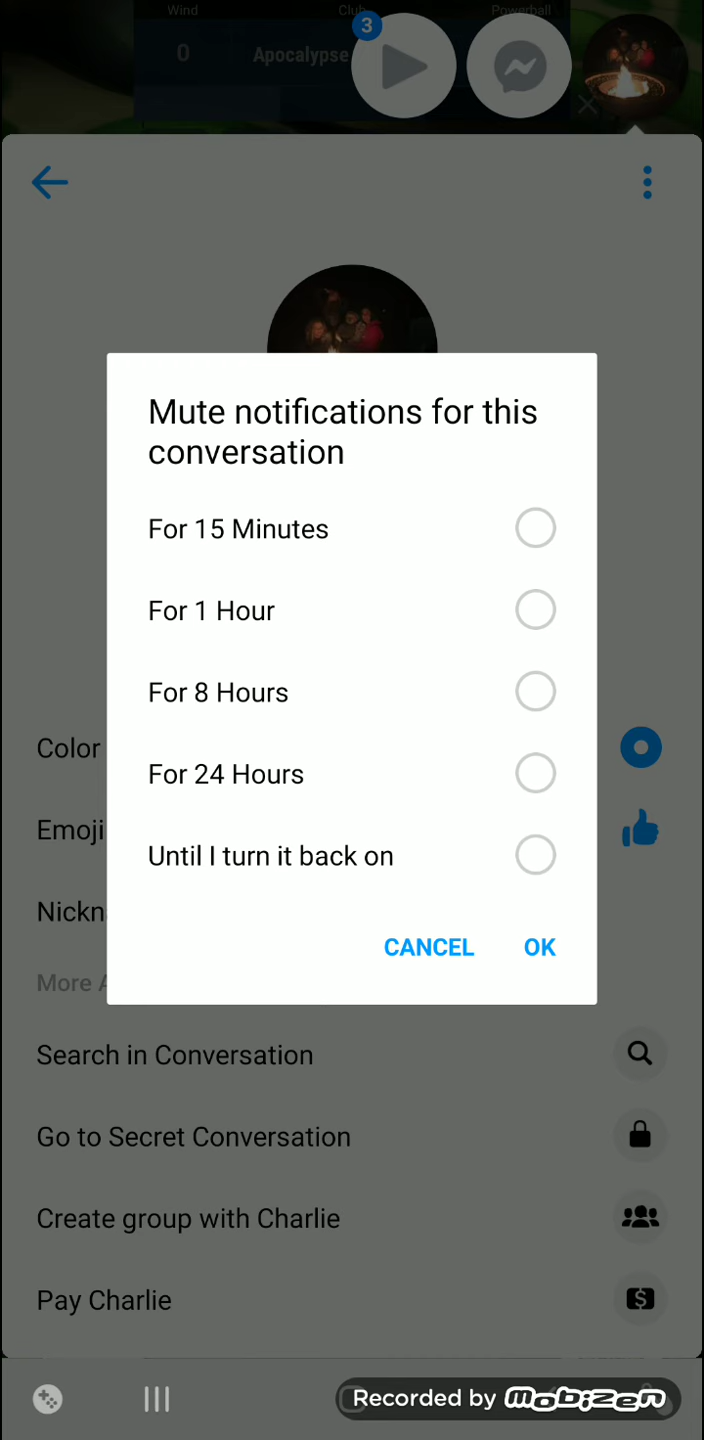 Wind Club Powerball
3
0 Apocalypse
Mute notifications for this
conversation
For 15 Minutes
For 1 Hour
For 8 Hours
For 24 Hours
Until I turn it back on
CANCEL OK
Color
Emoji
Nickn
More A
Search in Conversation
Go to Secret Conversation
Create group with Charlie
Pay Charlie
Recorded by mobizen